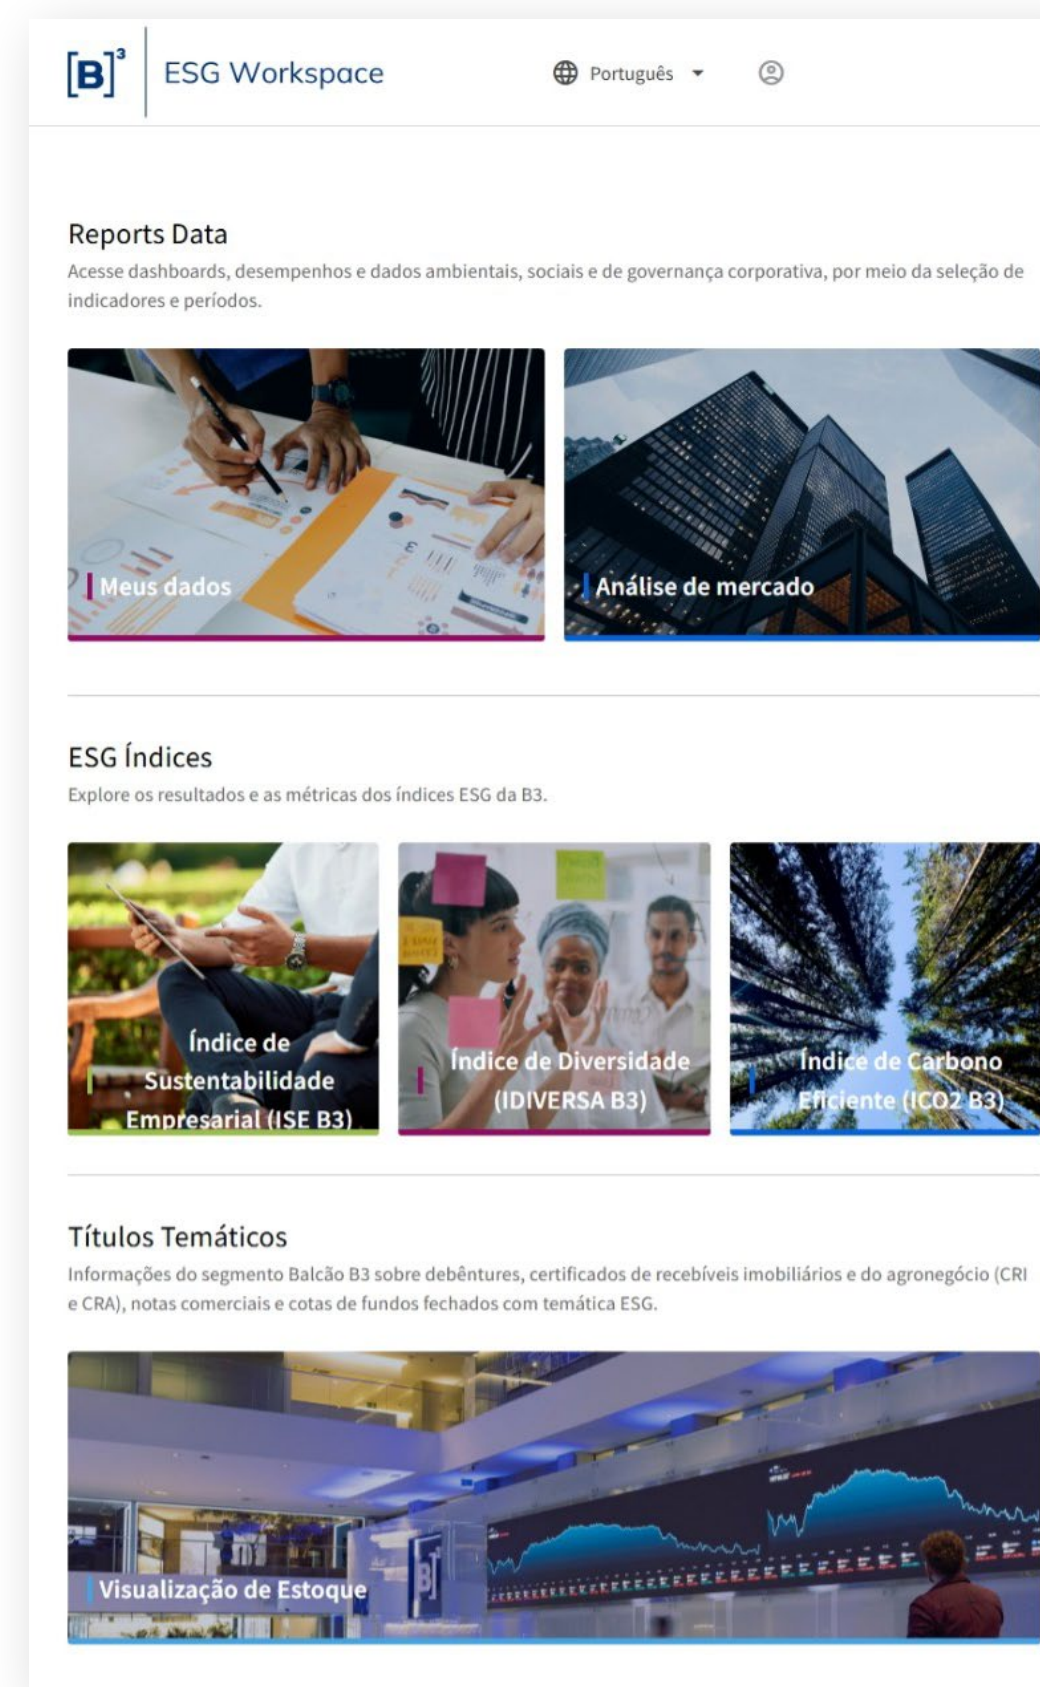 [B]³
ESG Workspace
Português
Reports Data
Acesse dashboards, desempenhos e dados ambientais, sociais e de governança corporativa, por meio da seleção de
indicadores e períodos.
Meus dados
Análise de mercado
ESG Índices
Explore os resultados e as métricas dos índices ESG da B3.
Índice de
Sustentabilidade
Empresarial (ISE B3)
Índice de Diversidade
(IDIVERSA B3)
Índice de Carbono
Eficiente (ICO2 B3)
Títulos Temáticos
Informações do segmento Balcão B3 sobre debêntures, certificados de recebíveis imobiliários e do agronegócio (CRI
e CRA), notas comerciais e cotas de fundos fechados com temática ESG.
[B]
Visualização de Estoque